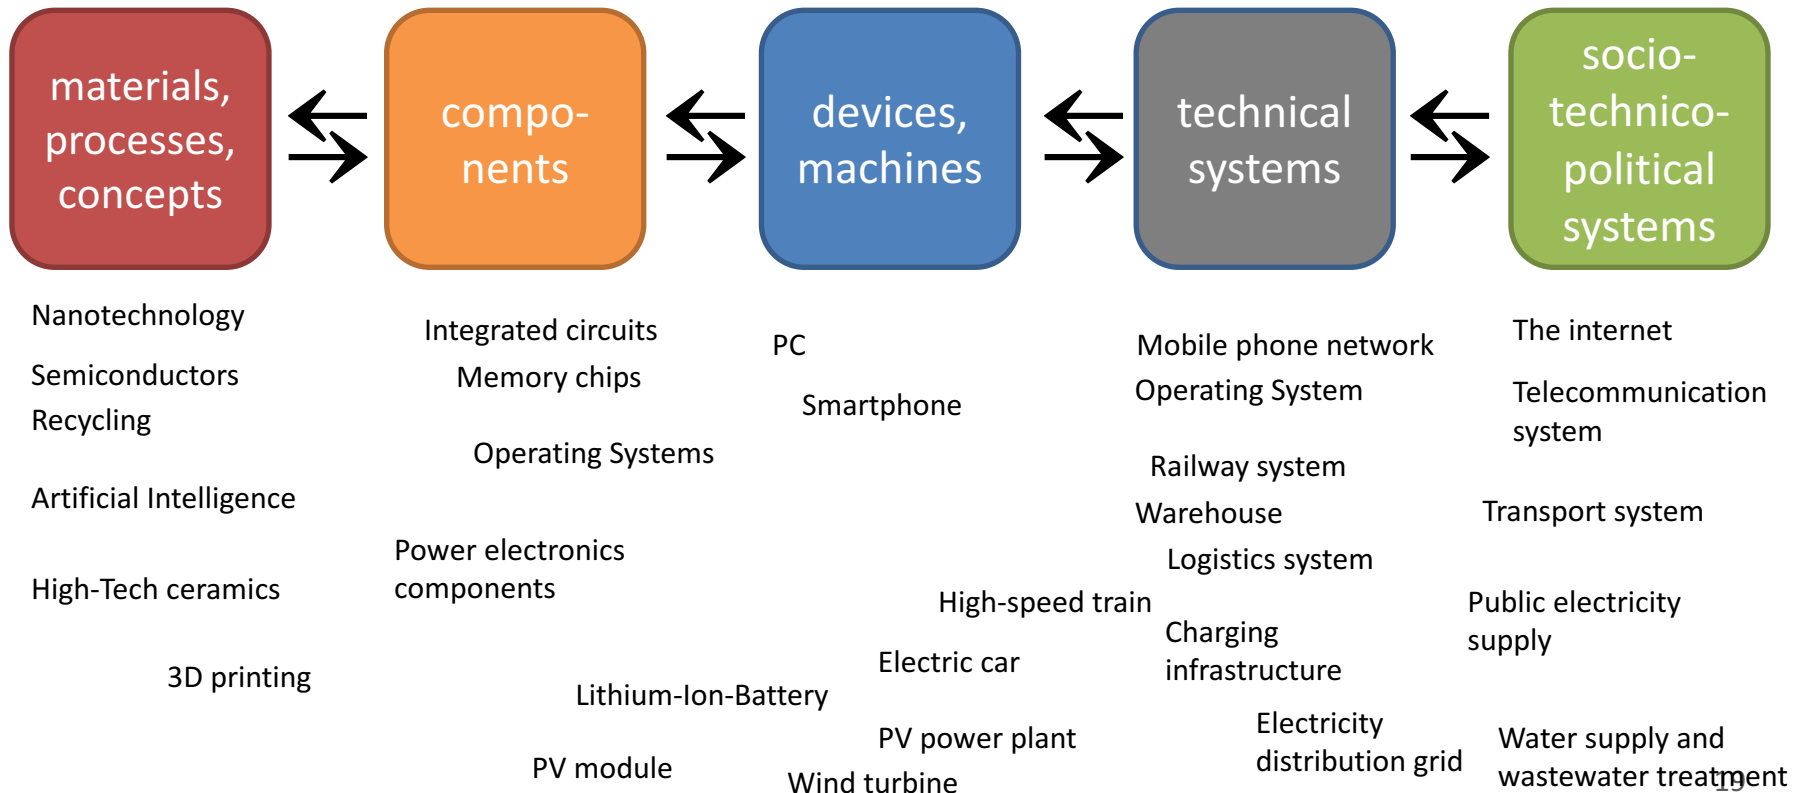 materials,
processes,
concepts
compo-
nents
devices,
machines
technical
systems
socio-
technico-
political
systems
Nanotechnology
Semiconductors
Recycling
Artificial Intelligence
High-Tech ceramics
3D printing
Integrated circuits
Memory chips
Operating Systems
Power electronics
components
Lithium-Ion-Battery
PV module
PC
Smartphone
High-speed train
Electric car
PV power plant
Wind turbine
Mobile phone network
Operating System
Railway system
Warehouse
Logistics system
Charging
infrastructure
Electricity
distribution grid
The internet
Telecommunication
system
Transport system
Public electricity
supply
Water supply and
wastewater treatment
19